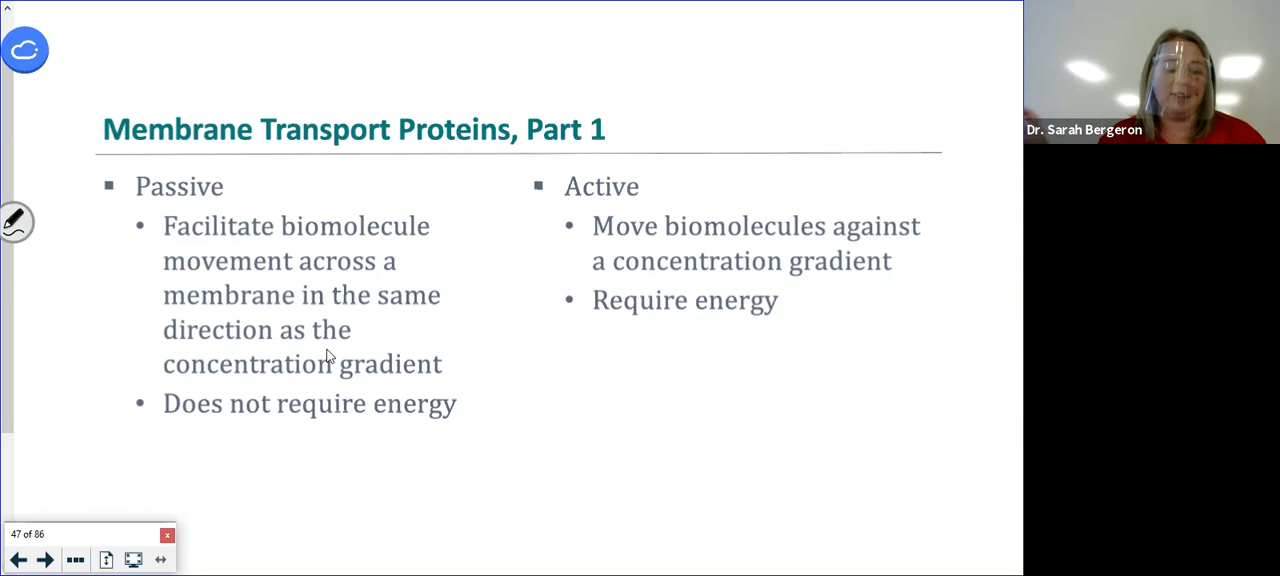 Membrane Transport Proteins, Part 1
Passive
Facilitate biomolecule
movement across a
membrane in the same
direction as the
concentration gradient
Does not require energy
Active
Move biomolecules against
a concentration gradient
Require energy
Dr. Sarah Bergeron
47 of 86